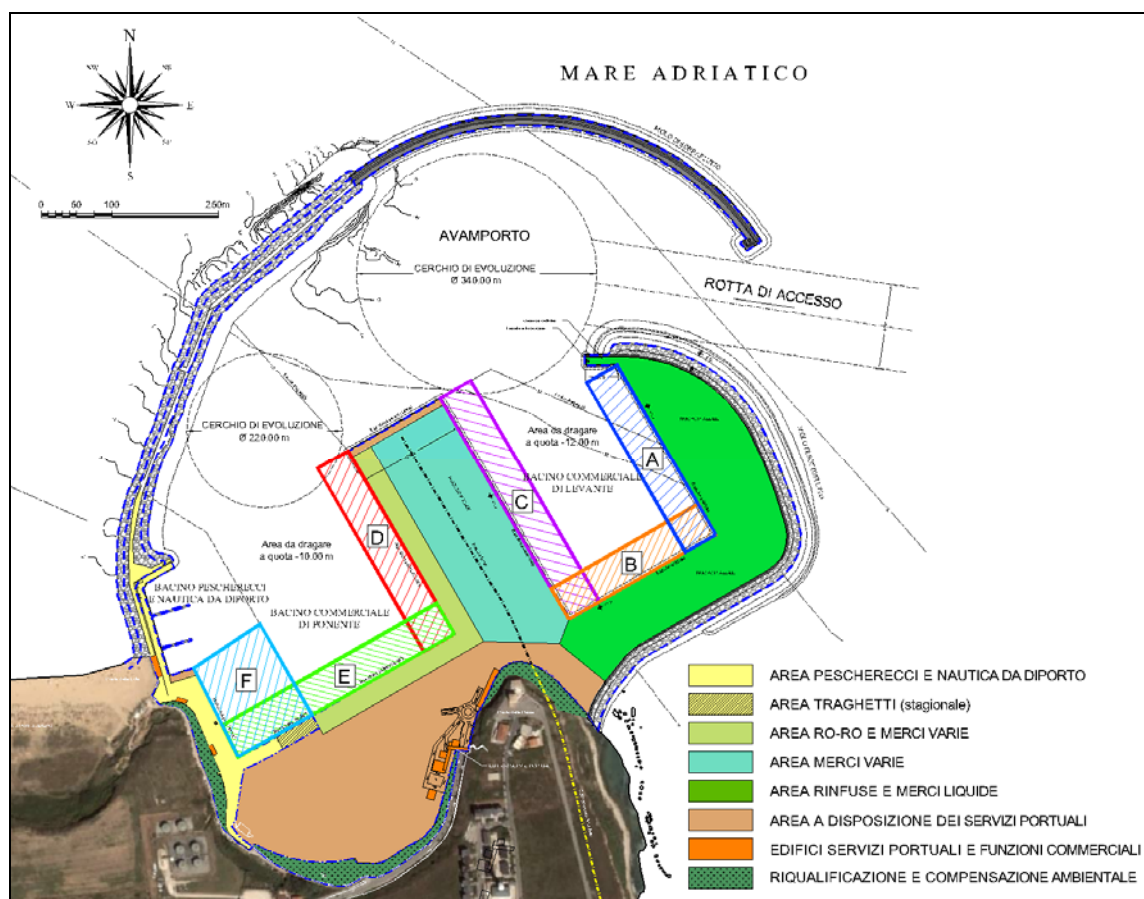 MARE ADRIATICO
N
NW
NE
W
E
SO
S
0 50 100 250m
AVAMPORTO
CERCHIO DI EVOLUZIONE
Ø 340.00 m
ROTTA DI ACCESSO
CERCHIO DI EVOLUZIONE
Ø 220.00 m
Area da dragare
a quota -12.00 m
BACINO COMMERCIALE
DI LEVANTE
A
B
C
D
E
F
Area da dragare
a quota -10.00 m
BACINO PESCHERECCI
E NAUTICA DA DIPORTO
BACINO COMMERCIALE
DI PONENTE
AREA PESCHERECCI E NAUTICA DA DIPORTO
AREA TRAGHETTI (stagionale)
AREA RO-RO E MERCI VARIE
AREA MERCI VARIE
AREA RINFUSE E MERCI LIQUIDE
AREA A DISPOSIZIONE DEI SERVIZI PORTUALI
EDIFICI SERVIZI PORTUALI E FUNZIONI COMMERCIALI
RIQUALIFICAZIONE E COMPENSAZIONE AMBIENTALE